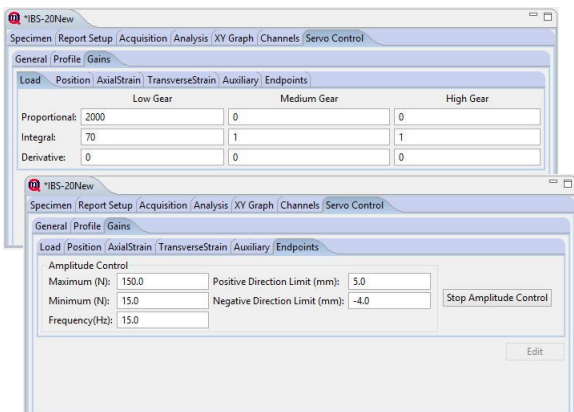 *IBS-20New
Specimen Report Setup Acquisition Analysis XY Graph Channels Servo Control
General Profile Gains
Load Position AxialStrain TransverseStrain Auxiliary Endpoints
Low Gear Medium Gear High Gear
Proportional: 2000 0 0
Integral: 70 1 1
Derivative: 0 0 0
*IBS-20New
Specimen Report Setup Acquisition Analysis XY Graph Channels Servo Control
General Profile Gains
Load Position AxialStrain TransverseStrain Auxiliary Endpoints
Amplitude Control
Maximum (N): 150.0 Positive Direction Limit (mm): 5.0
Minimum (N): 15.0 Negative Direction Limit (mm): -4.0 Stop Amplitude Control
Frequency(Hz): 15.0
Edit